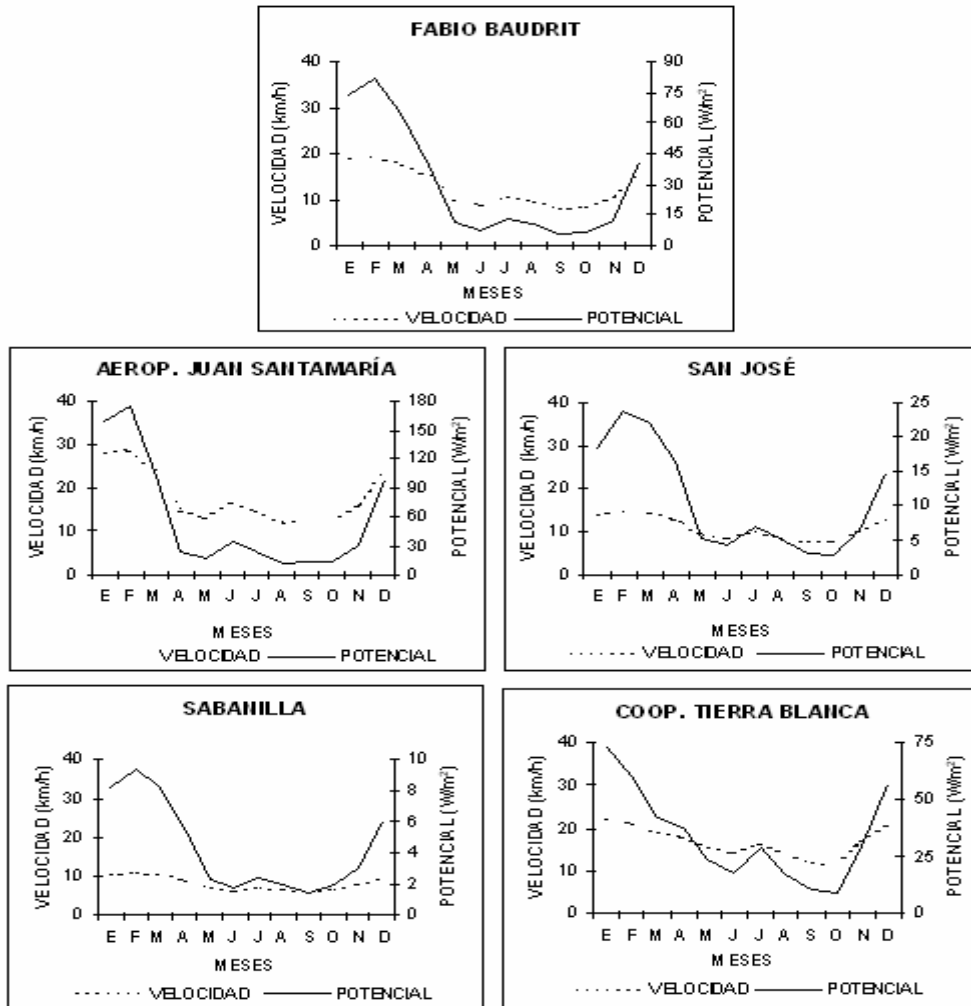 FABIO BAUDRIT
VELOCIDAD (km/h)
40
30
20
10
0
POTENCIAL (W/m²)
90
75
60
45
30
15
0
E F M A M J J A S O N D
MESES
VELOCIDAD POTENCIAL
AEROP. JUAN SANTAMARÍA
VELOCIDAD (km/h)
40
30
20
10
0
POTENCIAL (W/m²)
180
150
120
90
60
30
0
E F M A M J J A S O N D
MESES
VELOCIDAD POTENCIAL
SAN JOSÉ
VELOCIDAD (km/h)
40
30
20
10
0
POTENCIAL (W/m²)
25
20
15
10
5
0
E F M A M J J A S O N D
MESES
VELOCIDAD POTENCIAL
SABANILLA
VELOCIDAD (km/h)
40
30
20
10
0
POTENCIAL (W/m²)
10
8
6
4
2
0
E F M A M J J A S O N D
MESES
VELOCIDAD POTENCIAL
COOP. TIERRA BLANCA
VELOCIDAD (km/h)
40
30
20
10
0
POTENCIAL (W/m²)
75
50
25
0
E F M A M J J A S O N D
MESES
VELOCIDAD POTENCIAL